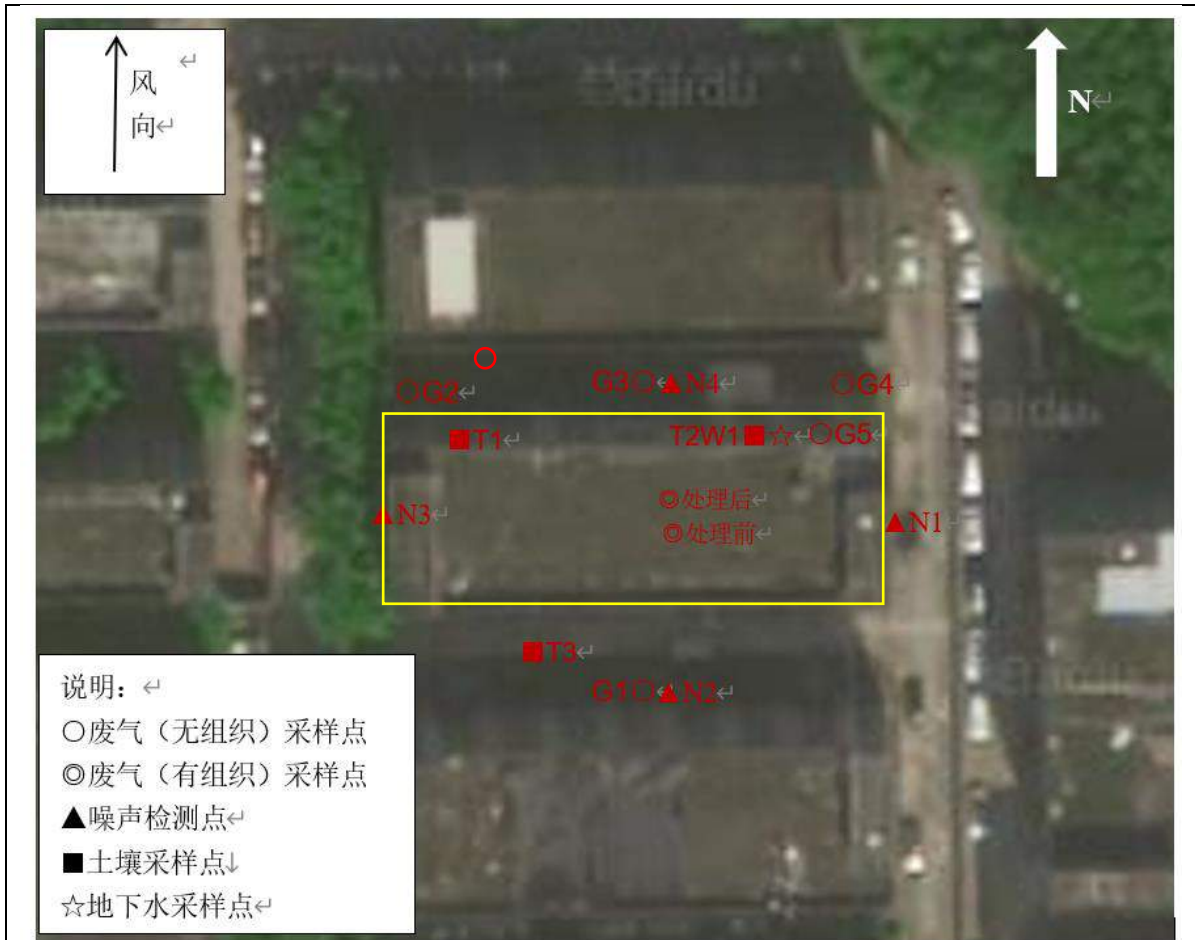 风
向
N
G2
G3○▲N4
○G4
■T1
T2W1■☆○G5
▲N3
◎处理后
◎处理前
▲N1
■T3
G1○▲N2
说明：
○废气（无组织）采样点
◎废气（有组织）采样点
▲噪声检测点
■土壤采样点
☆地下水采样点